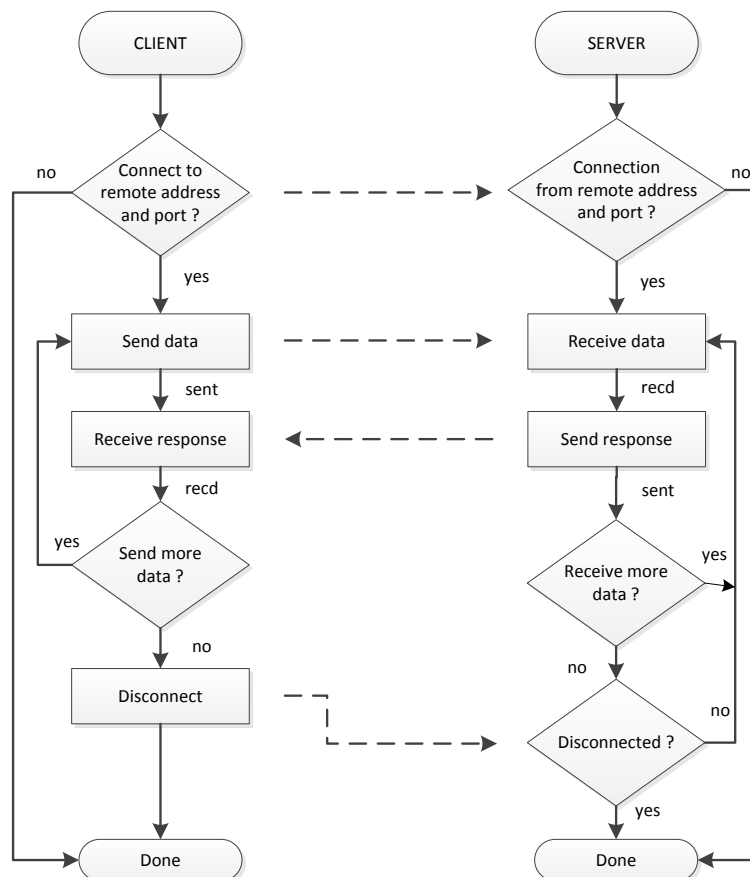 CLIENT
no
Connect to
remote address
and port ?
yes
Send data
sent
Receive response
recd
yes
Send more
data ?
no
Disconnect
Done
SERVER
Connection
from remote address
and port ?
no
yes
Receive data
recd
Send response
sent
Receive more
data ?
yes
no
Disconnected ?
no
yes
Done